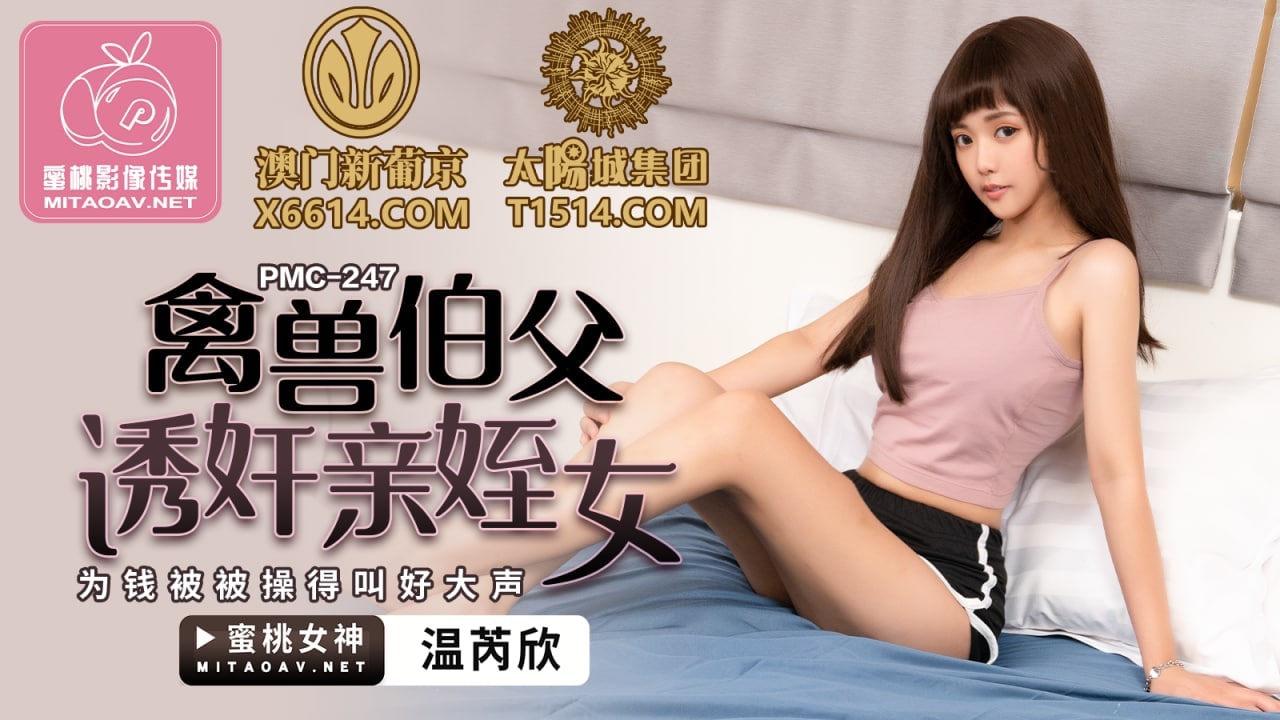 蜜桃影像传媒
MITAOAV.NET
澳门新葡京
X6614.COM
太陽城集团
T1514.COM
PMC-247
禽兽伯父
诱奸亲姪女
为钱被被操得叫好大声
蜜桃女神
MITAOAV.NET
温芮欣